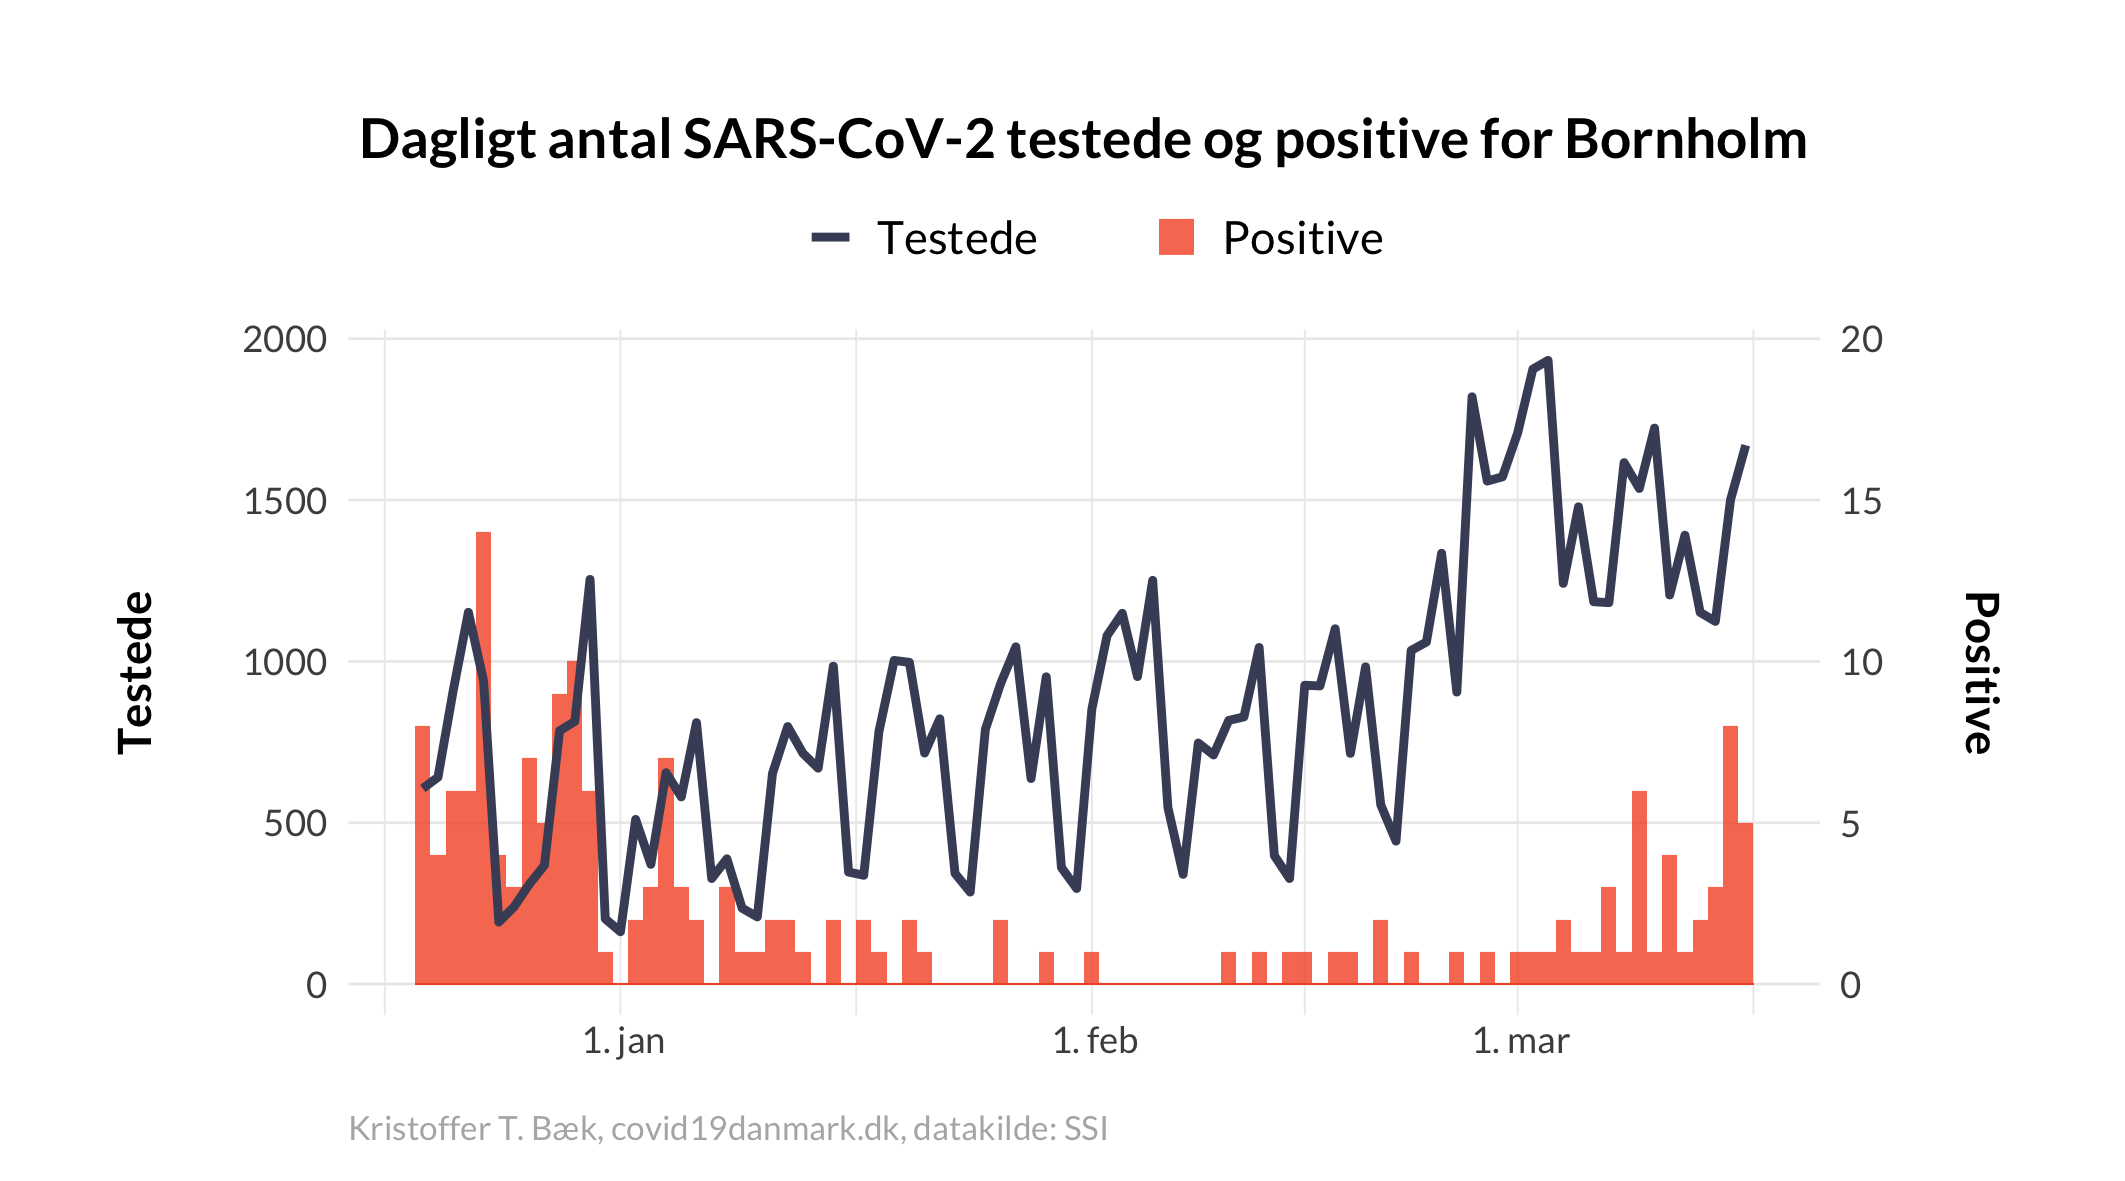 Dagligt antal SARS-CoV-2 testede og positive for Bornholm
Testede
Positive
2000
1500
1000
500
0
Testede
20
15
10
5
0
Positive
1. jan
1. feb
1. mar
Kristoffer T. Bæk, covid19danmark.dk, datakilde: SSI